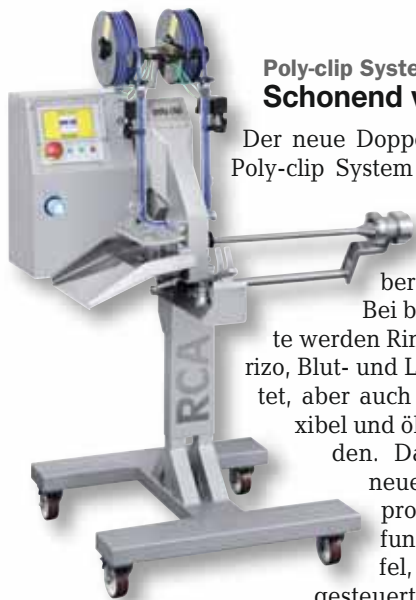 Poly-clip Syste
Schonend v
Der neue Doppe
Poly-clip System
ber
Bei b
te werden Rin
rizo, Blut- und L
tet, aber auch
xibel und öl
den. Da
neue
pro
fun
fel,
gesteuert
RCA